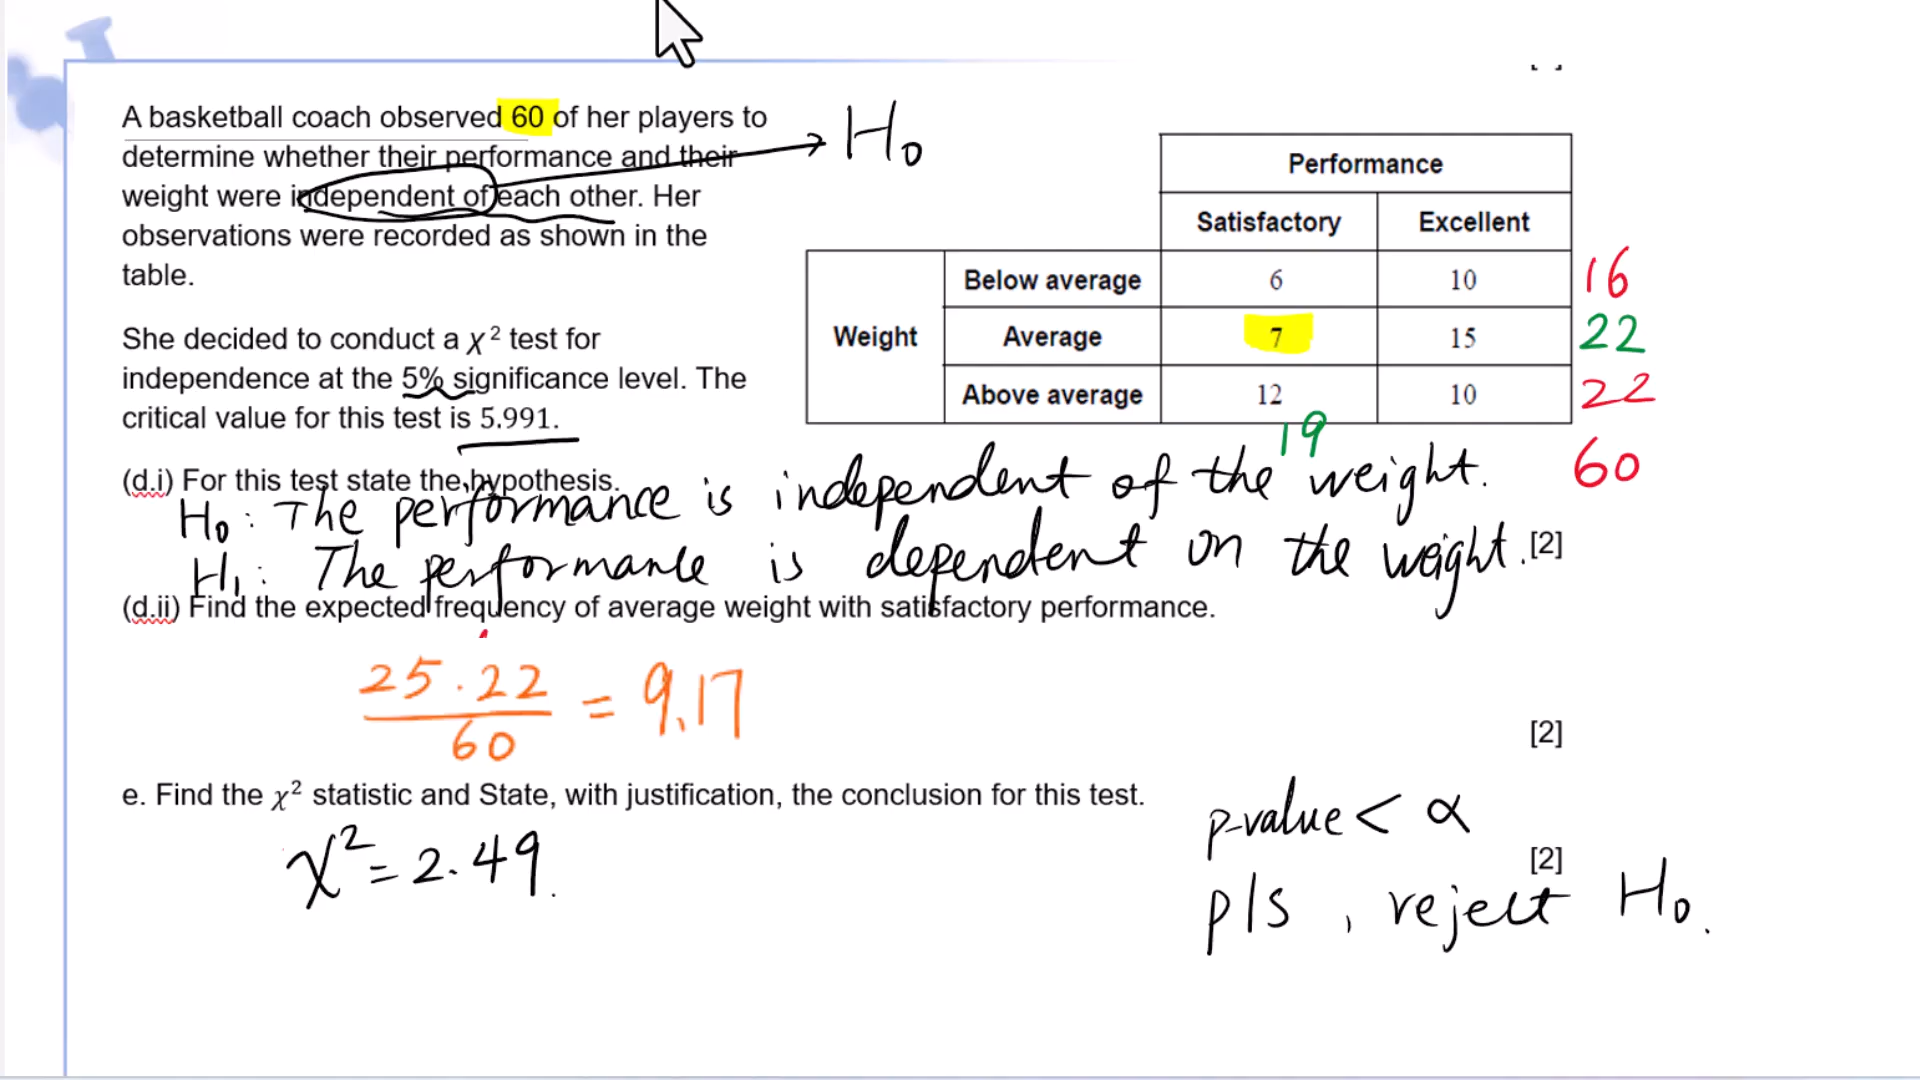 A basketball coach observed 60 of her players to
determine whether their performance and their
weight were independent of each other. Her
observations were recorded as shown in the
table.
H₀
She decided to conduct a χ² test for
independence at the 5% significance level. The
critical value for this test is 5.991.
Performance
Satisfactory Excellent
Weight
Below average 6 10 16
Average 7 15 22
Above average 12 10 22
19 60
(d.i) For this test state the hypothesis.
H₀: The performance is independent of the weight.
H₁: The performance is dependent on the weight.
[2]
(d.ii) Find the expected frequency of average weight with satisfactory performance.
25·22/60 = 9.17
[2]
e. Find the χ² statistic and State, with justification, the conclusion for this test.
χ² = 2.49.
p-value < α
[2]
, reject H₀.